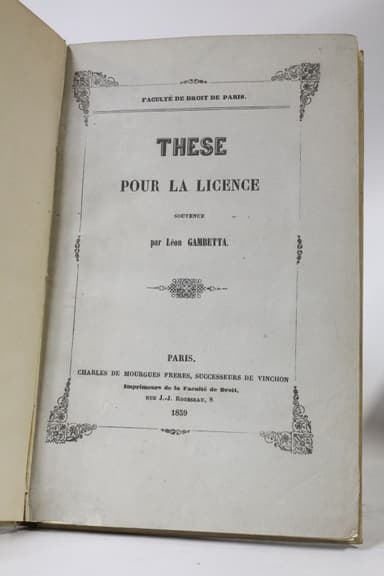 FACULTÉ DE DROIT DE PARIS.
THESE
POUR LA LICENCE
SOUTENUE
par Léon GAMBETTA.
PARIS,
CHARLES DE MOURGUES FRERES, SUCCESSEURS DE VINCHON
Imprimeurs de la Faculté de Droit,
RUE J.-J. ROUSSEAU, 8.
1859